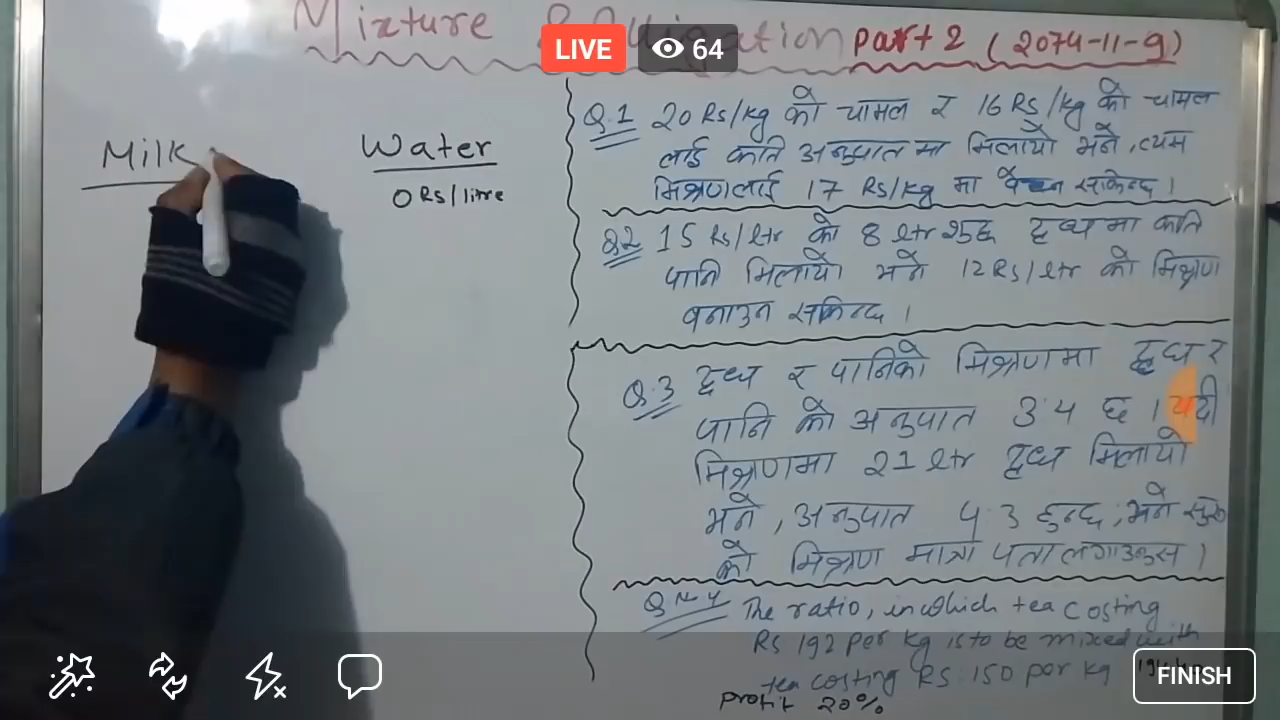 Mixture & Alligation Part 2 (2074-11-9)
LIVE 64
Milk
Water
0 Rs/litre
Q.1 20 Rs/kg को चामल र 16 Rs/kg को चामल
लाई कति अनुपात मा मिलायो भने, त्यस
मिश्रणलाई 17 Rs/kg मा बेच्न सकिन्छ ।
Q.2 15 Rs/ltr को 8 ltr शुद्ध दूधमा कति
पानि मिलायो भने 12 Rs/ltr को मिश्रण
बनाउन सकिन्छ ।
Q.3 दूध र पानिको मिश्रणमा दूध र
पानि को अनुपात 3:4 छ । यदी
मिश्रणमा 21 ltr दूध मिलायो
भने, अनुपात 4:3 हुन्छ, भने सुरु
को मिश्रण मात्रा पत्ता लगाउनुस ।
Q.N.4 The ratio, in which tea costing
Rs 192 per kg is to be mixed with
tea costing Rs. 150 per kg
profit 20%
FINISH